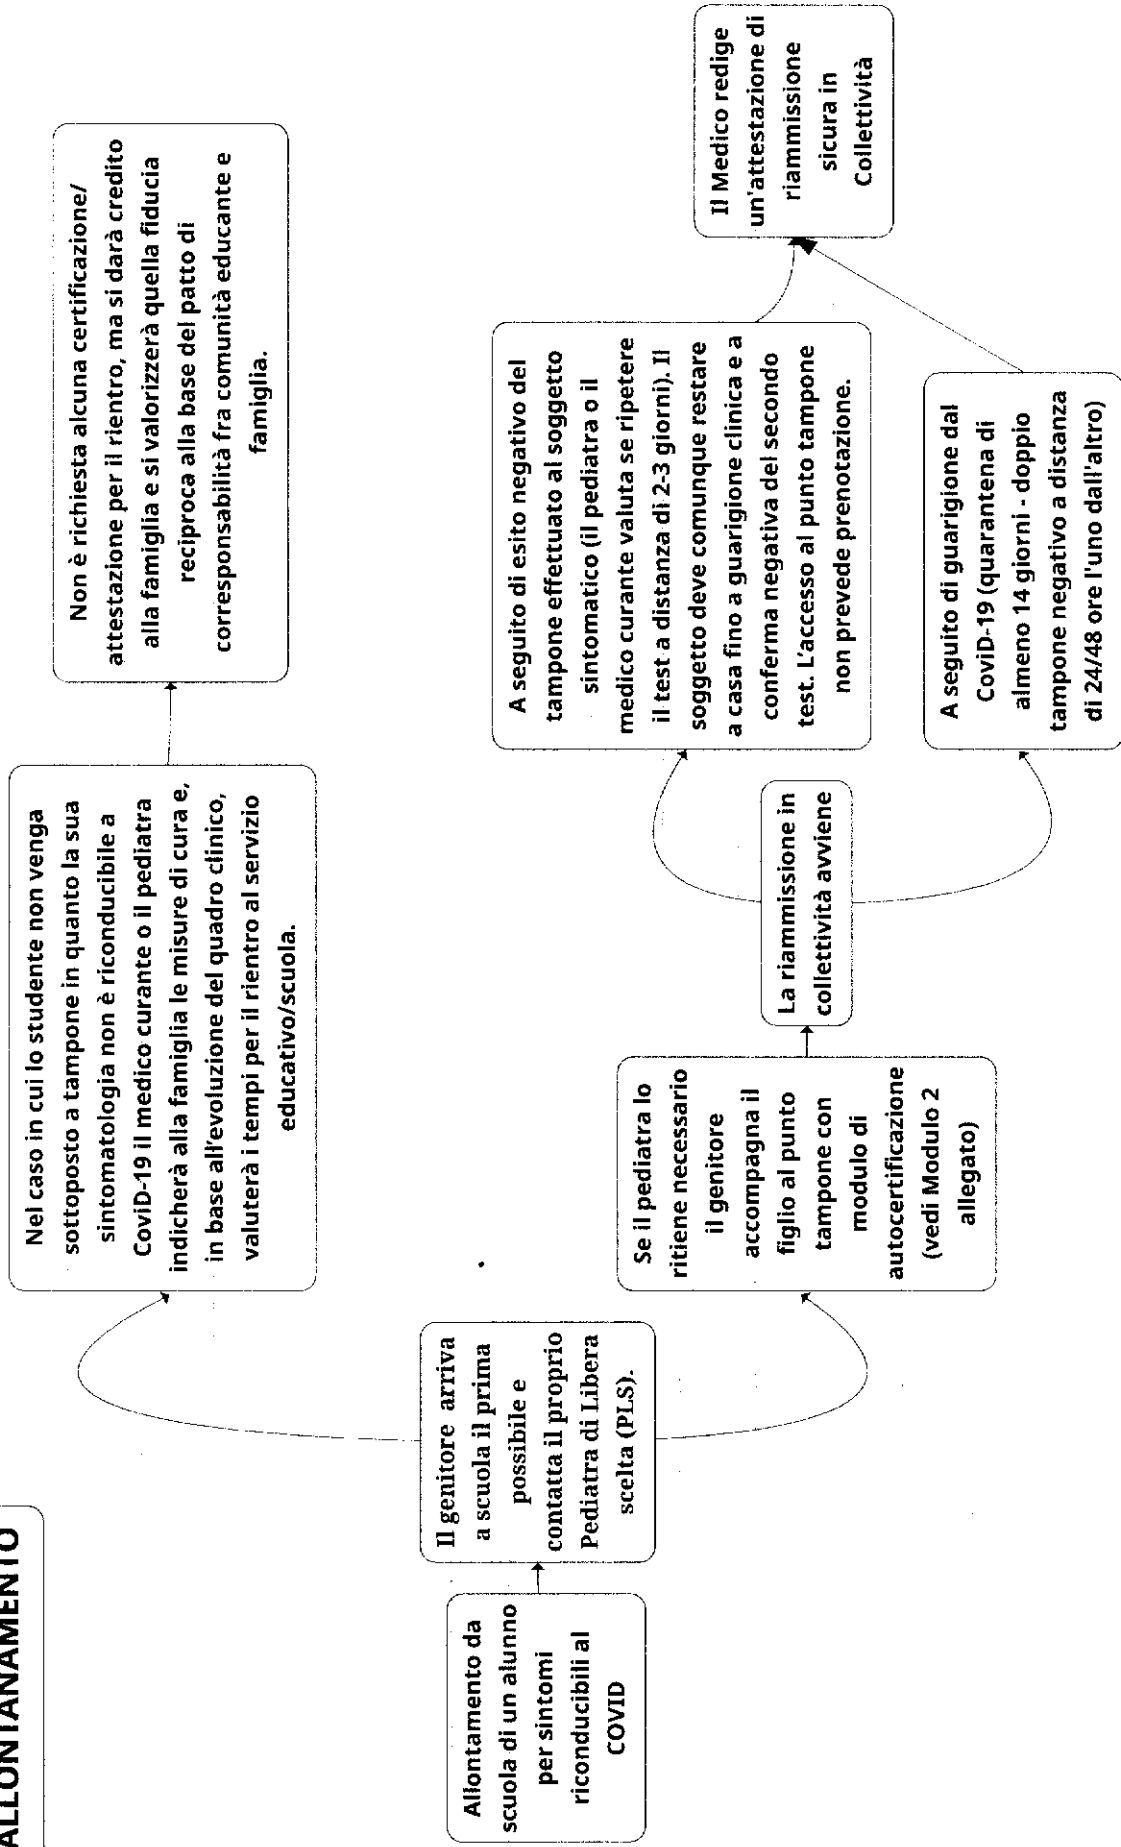 ALLONTANAMENTO
Allontamento da
scuola di un alunno
per sintomi
riconducibili al
COVID
Il genitore arriva
a scuola il prima
possibile e
contatta il proprio
Pediatra di Libera
scelta (PLS).
Nel caso in cui lo studente non venga
sottoposto a tampone in quanto la sua
sintomatologia non è riconducibile a
CoviD-19 il medico curante o il pediatra
indicherà alla famiglia le misure di cura e,
in base all'evoluzione del quadro clinico,
valuterà i tempi per il rientro al servizio
educativo/scuola.
Non è richiesta alcuna certificazione/
attestazione per il rientro, ma si darà credito
alla famiglia e si valorizzerà quella fiducia
reciproca alla base del patto di
corresponsabilità fra comunità educante e
famiglia.
Se il pediatra lo
ritiene necessario
il genitore
accompagna il
figlio al punto
tampone con
modulo di
autocertificazione
(vedi Modulo 2
allegato)
La riammissione in
collettività avviene
A seguito di esito negativo del
tampone effettuato al soggetto
sintomatico (il pediatra o il
medico curante valuta se ripetere
il test a distanza di 2-3 giorni). Il
soggetto deve comunque restare
a casa fino a guarigione clinica e a
conferma negativa del secondo
test. L'accesso al punto tampone
non prevede prenotazione.
A seguito di guarigione dal
CoviD-19 (quarantena di
almeno 14 giorni - doppio
tampone negativo a distanza
di 24/48 ore l'uno dall'altro)
Il Medico redige
un'attestazione di
riammissione
sicura in
Collettività